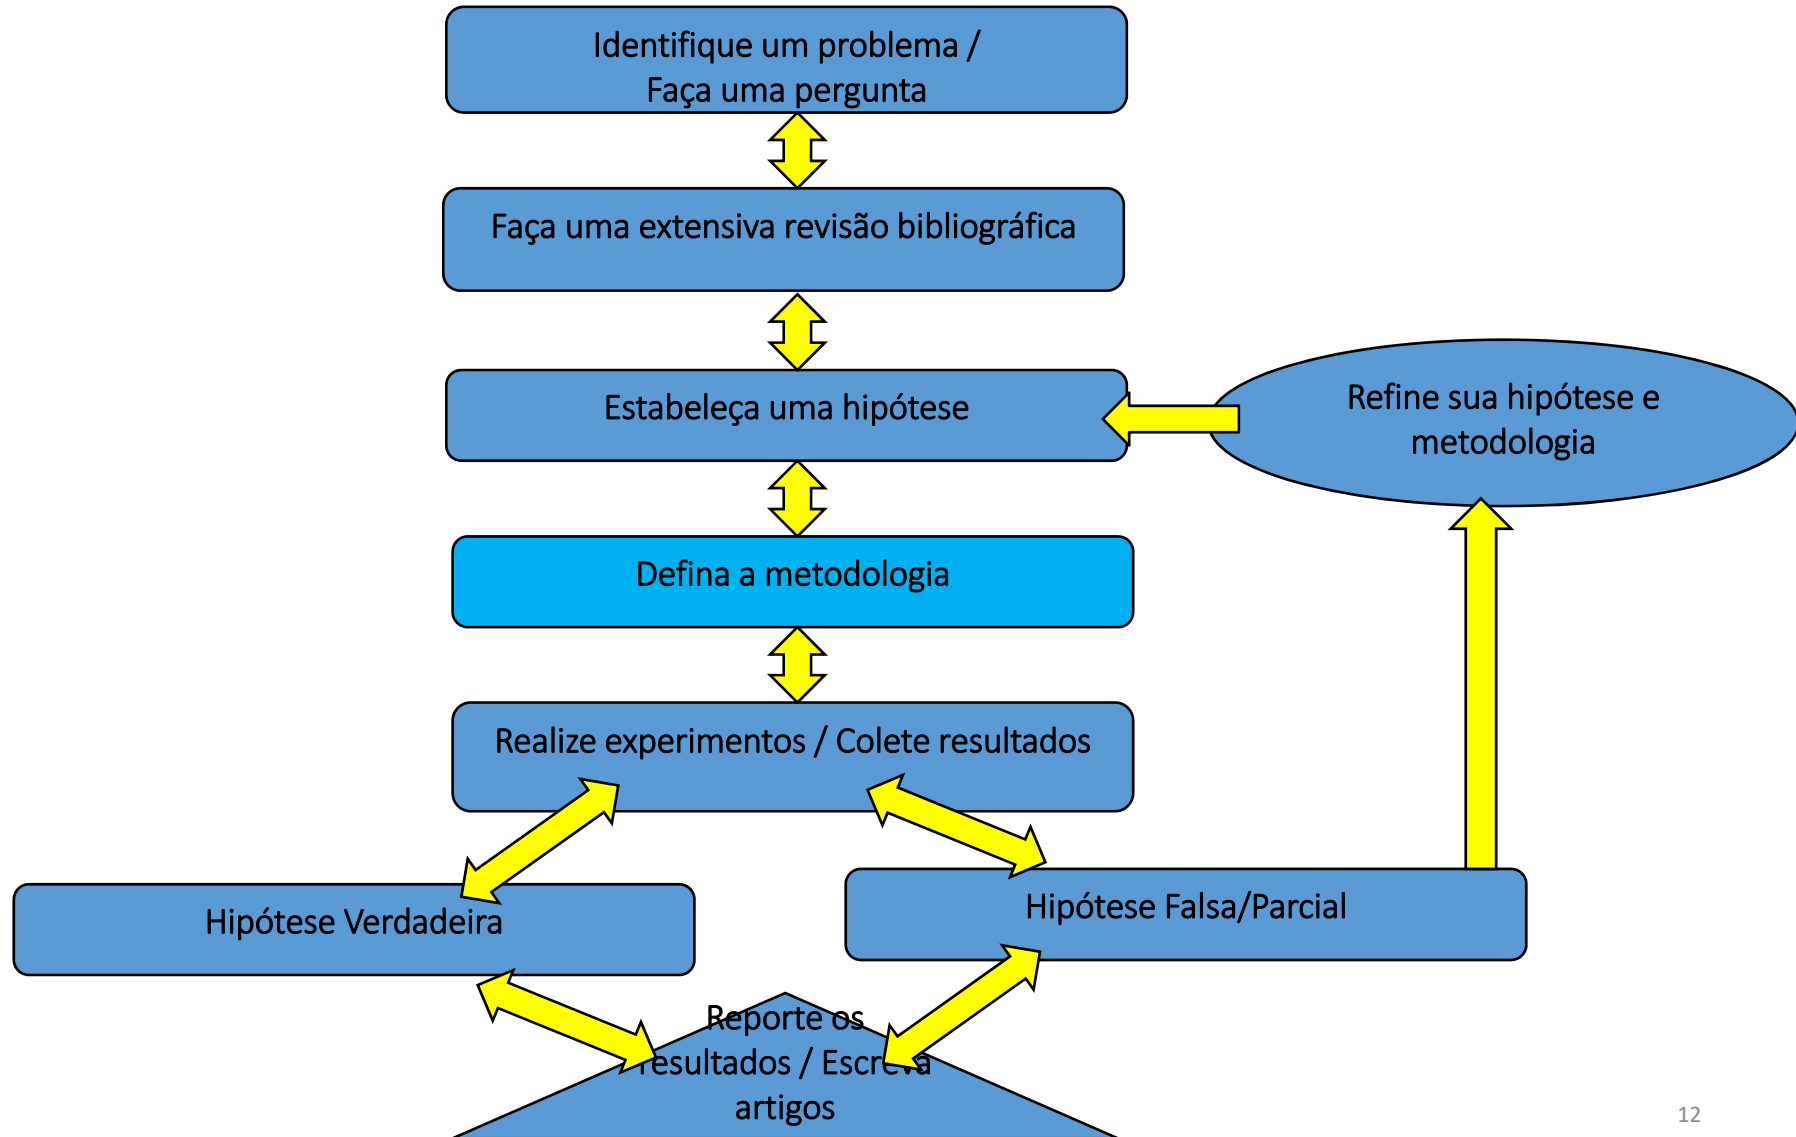 Identifique um problema /
Faça uma pergunta
Faça uma extensiva revisão bibliográfica
Estabeleça uma hipótese
Refine sua hipótese e
metodologia
Defina a metodologia
Realize experimentos / Colete resultados
Hipótese Verdadeira
Hipótese Falsa/Parcial
Reporte os
resultados / Escreva
artigos
12